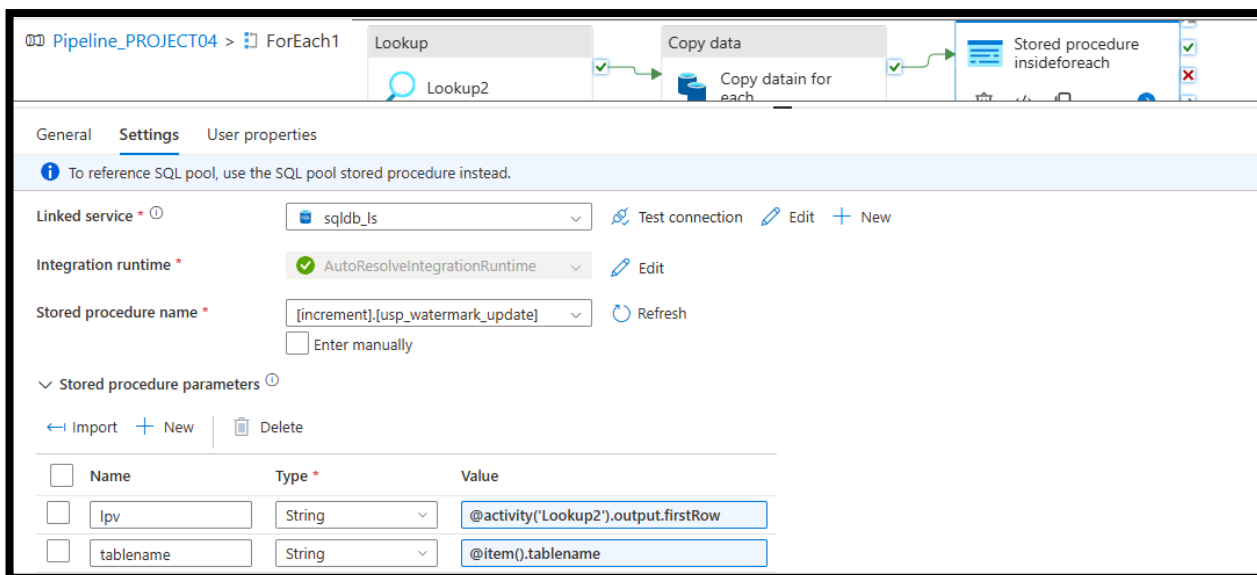 Pipeline_PROJECT04 > ForEach1
Lookup
Lookup2
Copy data
Copy datain for
each
Stored procedure
insideforeach
General Settings User properties
To reference SQL pool, use the SQL pool stored procedure instead.
Linked service * sqldb_ls Test connection Edit New
Integration runtime * AutoResolveIntegrationRuntime Edit
Stored procedure name * [increment].[usp_watermark_update] Refresh
Enter manually
Stored procedure parameters
Import New Delete
Name Type * Value
lpv String @activity('Lookup2').output.firstRow
tablename String @item().tablename